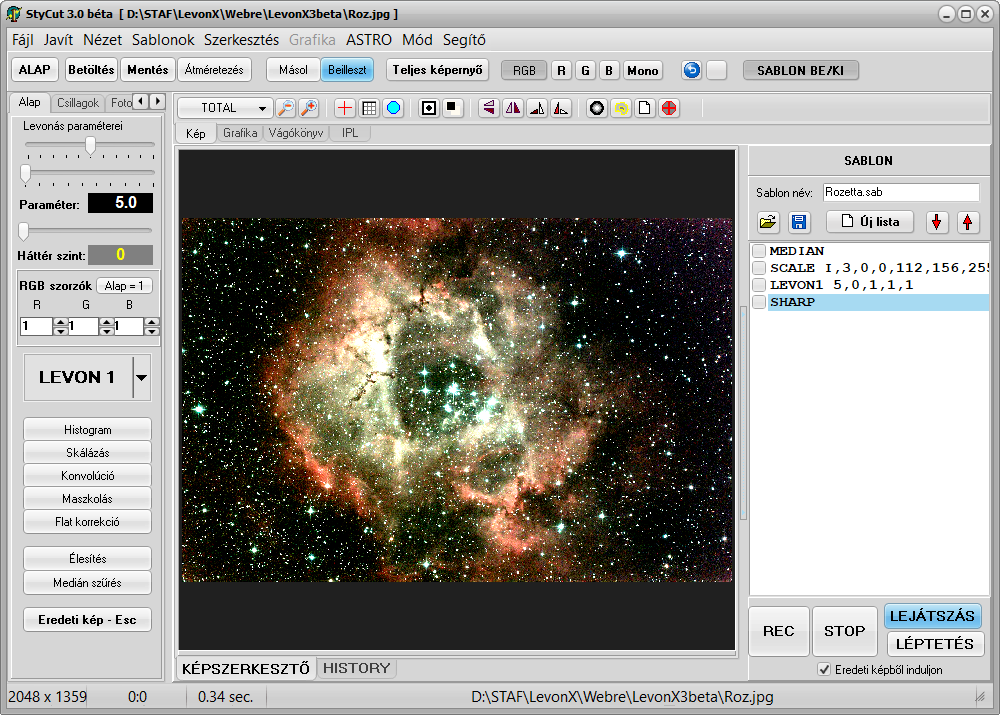 StyCut 3.0 béta [ D:\STAF\LevonX\Webre\LevonX3beta\Roz.jpg ]
Fájl Javít Nézet Sablonok Szerkesztés Grafika ASTRO Mód Segítő
ALAP Betöltés Mentés Átméretezés Másol Beilleszt Teljes képernyő RGB R G B Mono SABLON BE/KI
Alap Csillagok Foto
TOTAL
Kép Grafika Vágókönyv IPL
Levonás paraméterei
Paraméter: 5.0
Háttér szint: 0
RGB szorzók Alap = 1
R G B
1 1 1
LEVON 1
Histogram
Skálázás
Konvolúció
Maszkolás
Flat korrekció
Élesítés
Medián szűrés
Eredeti kép - Esc
SABLON
Sablon név: Rozetta.sab
Új lista
MEDIAN
SCALE I,3,0,0,112,156,255
LEVON1 5,0,1,1,1
SHARP
REC STOP LEJÁTSZÁS
LÉPTETÉS
Eredeti képből induljon
KÉPSZERKESZTŐ HISTORY
2048 x 1359 0:0 0.34 sec. D:\STAF\LevonX\Webre\LevonX3beta\Roz.jpg